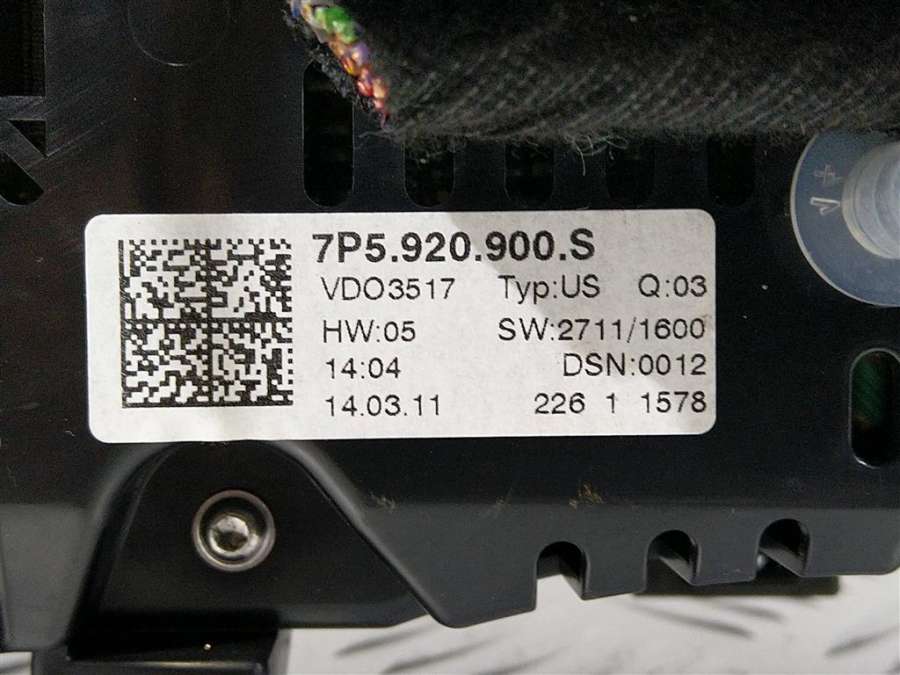 7P5.920.900.S
VDO3517 Typ:US Q:03
HW:05 SW:2711/1600
14:04 DSN:0012
14.03.11 226 1 1578